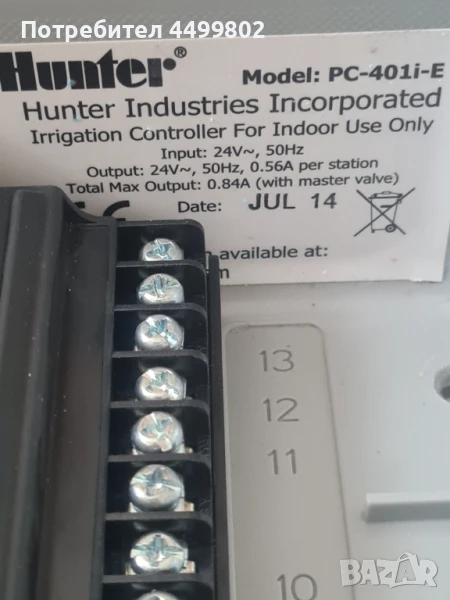 Потребител 4499802
Hunter®
Model: PC-401i-E
Hunter Industries Incorporated
Irrigation Controller For Indoor Use Only
Input: 24V~, 50Hz
Output: 24V~, 50Hz, 0.56A per station
Total Max Output: 0.84A (with master valve)
CE Date: JUL 14
available at:
13
12
11
10
bazar